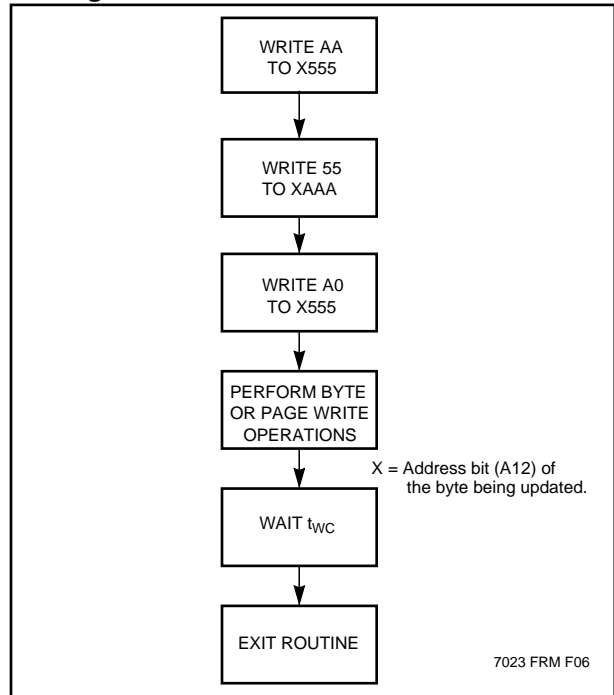 WRITE AA
TO X555
WRITE 55
TO XAAA
WRITE A0
TO X555
PERFORM BYTE
OR PAGE WRITE
OPERATIONS
X = Address bit (A12) of
the byte being updated.
WAIT tWC
EXIT ROUTINE
7023 FRM F06